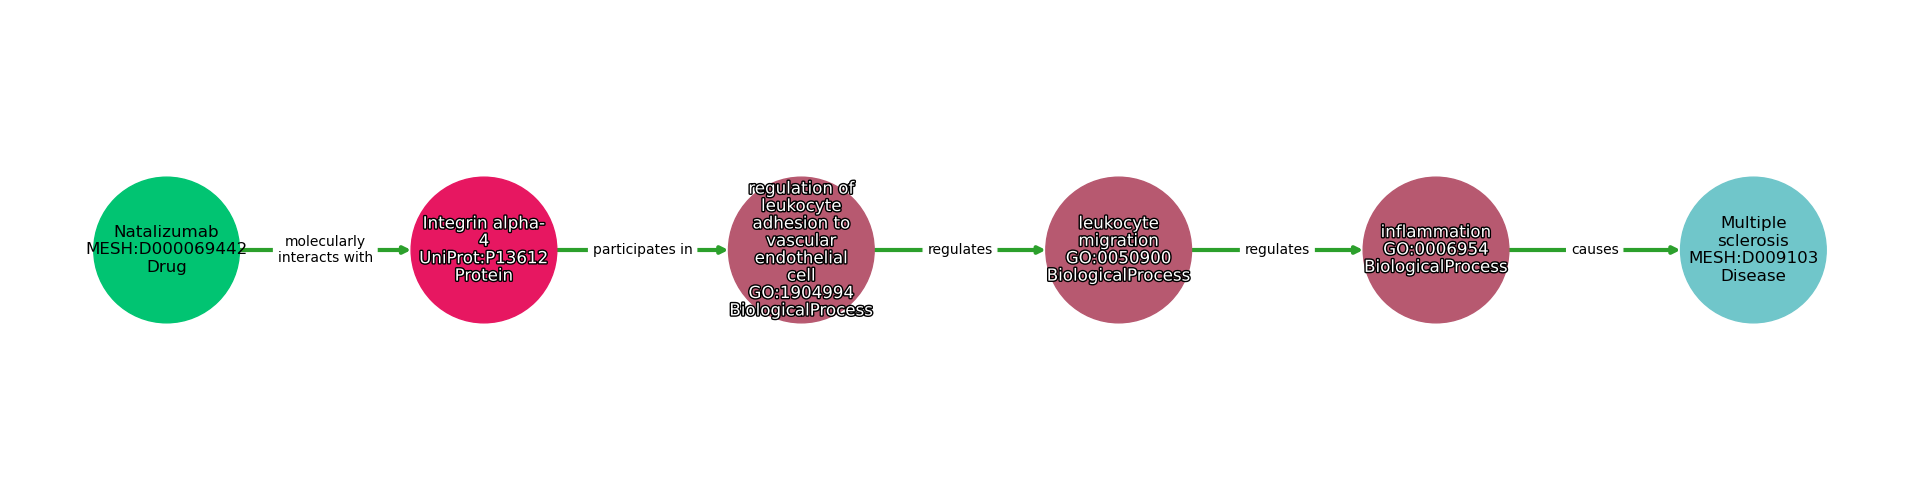 Natalizumab
MESH:D000069442
Drug
molecularly
interacts with
Integrin alpha-
4
UniProt:P13612
Protein
participates in
regulation of
leukocyte
adhesion to
vascular
endothelial
cell
GO:1904994
BiologicalProcess
regulates
leukocyte
migration
GO:0050900
BiologicalProcess
regulates
inflammation
GO:0006954
BiologicalProcess
causes
Multiple
sclerosis
MESH:D009103
Disease